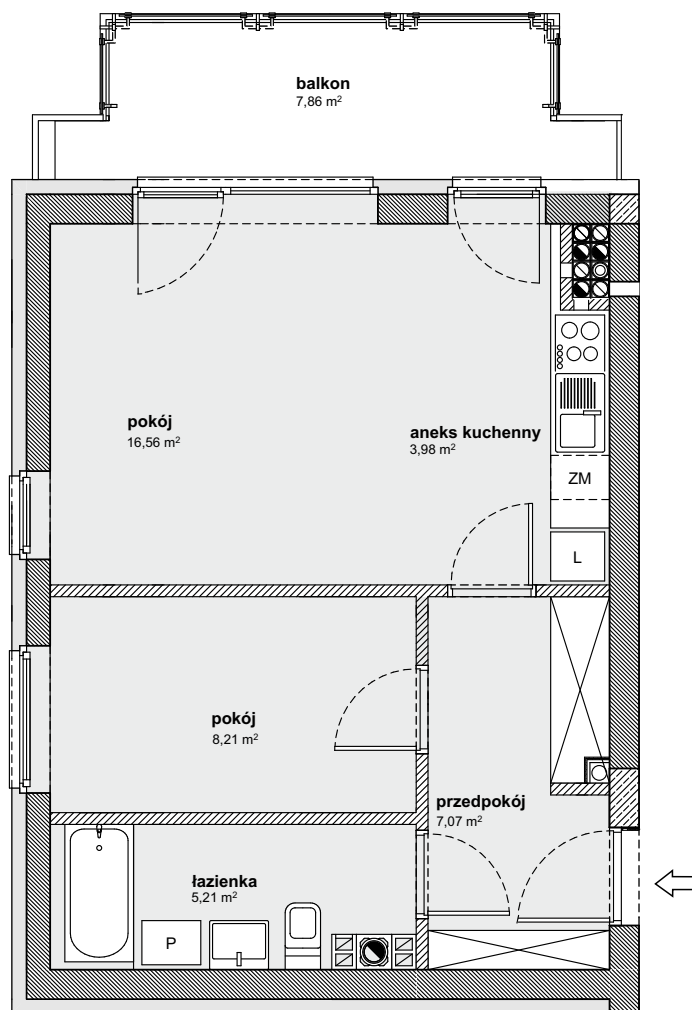 balkon
7,86 m²
pokój
16,56 m²
aneks kuchenny
3,98 m²
ZM
L
pokój
8,21 m²
przedpokój
7,07 m²
łazienka
5,21 m²
P